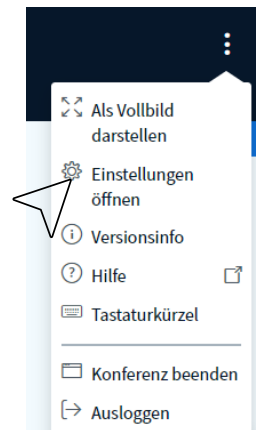 Als Vollbild
darstellen
Einstellungen
öffnen
Versionsinfo
Hilfe
Tastaturkürzel
Konferenz beenden
Ausloggen